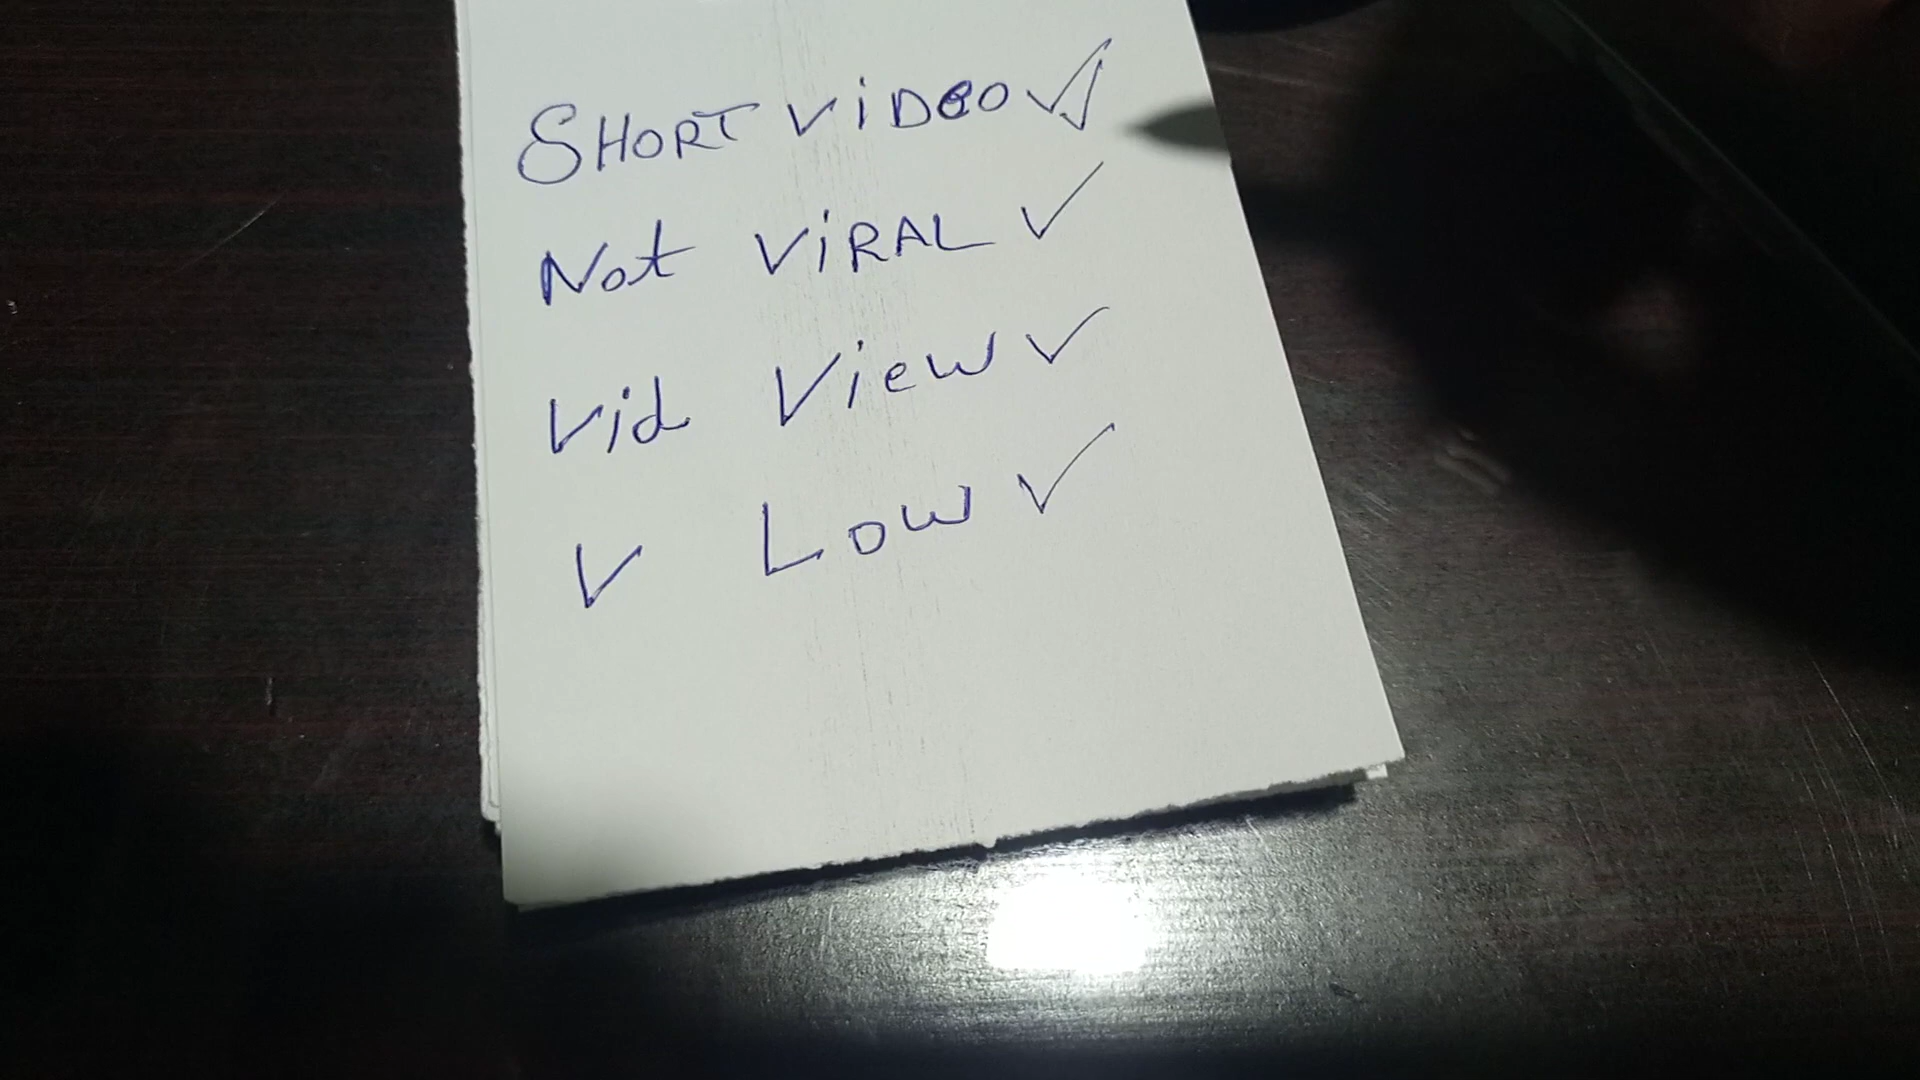 SHORT ViDeO ✓
Not ViRAL ✓
Vid View ✓
V Low ✓